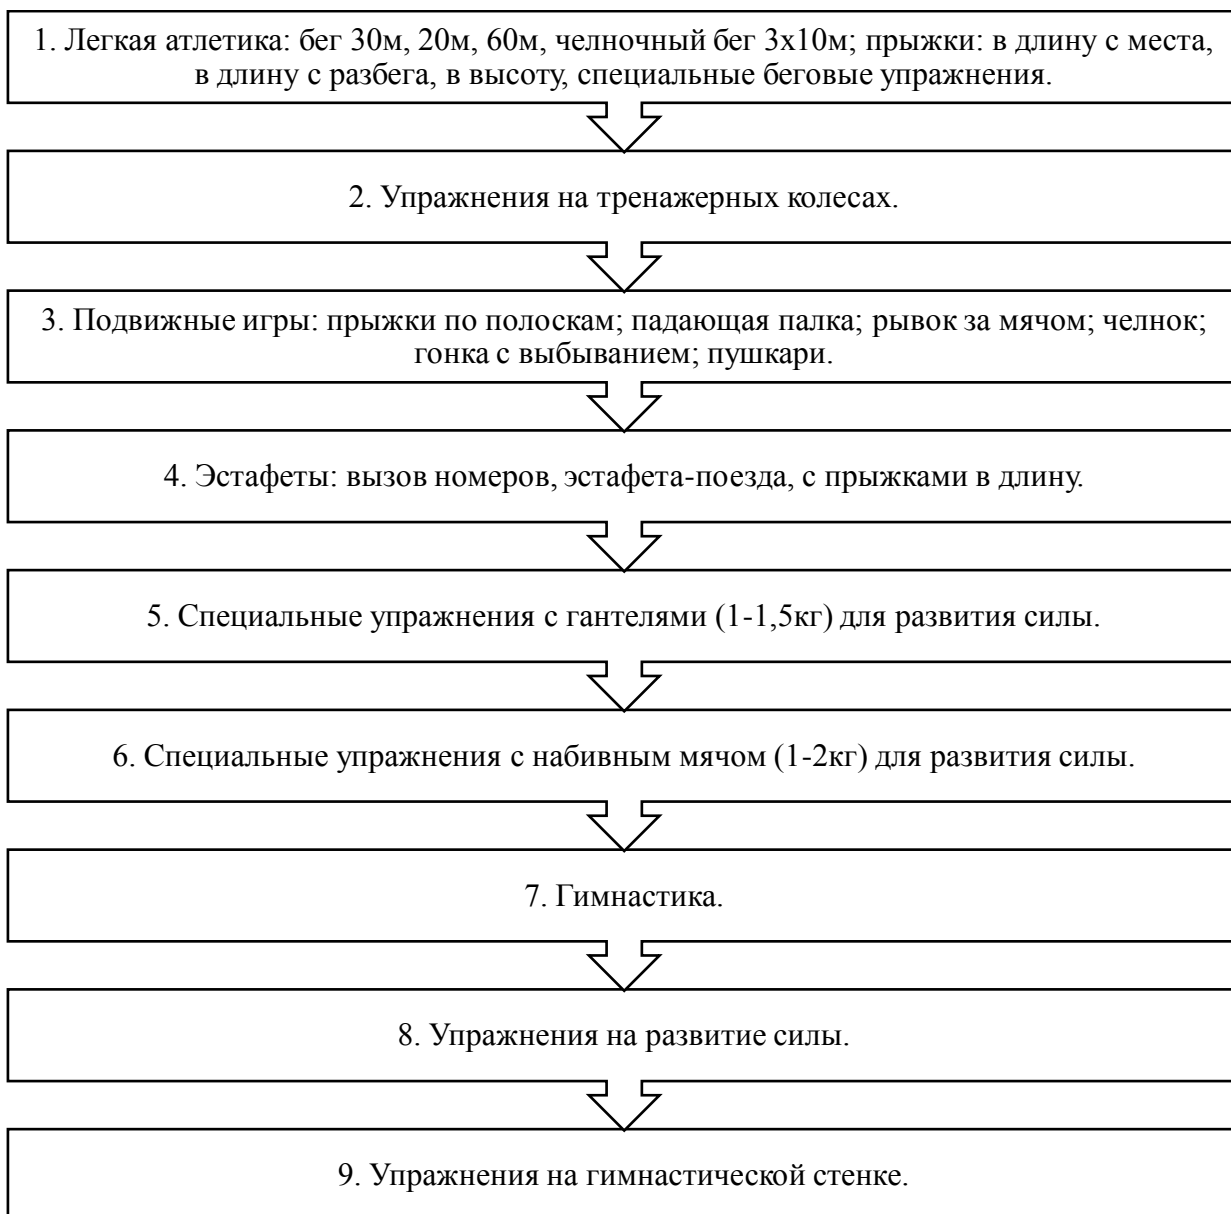 1. Легкая атлетика: бег 30м, 20м, 60м, челночный бег 3х10м; прыжки: в длину с места,
в длину с разбега, в высоту, специальные беговые упражнения.
2. Упражнения на тренажерных колесах.
3. Подвижные игры: прыжки по полоскам; падающая палка; рывок за мячом; челнок;
гонка с выбыванием; пушкари.
4. Эстафеты: вызов номеров, эстафета-поезда, с прыжками в длину.
5. Специальные упражнения с гантелями (1-1,5кг) для развития силы.
6. Специальные упражнения с набивным мячом (1-2кг) для развития силы.
7. Гимнастика.
8. Упражнения на развитие силы.
9. Упражнения на гимнастической стенке.